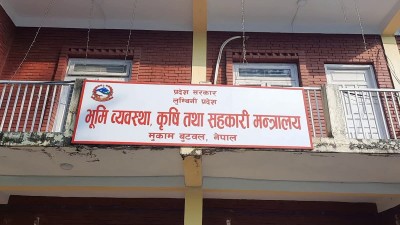 प्रदेश सरकार
लुम्बिनी प्रदेश
भूमि व्यवस्था, कृषि तथा सहकारी मन्त्रालय
मुकाम बुटवल, नेपाल